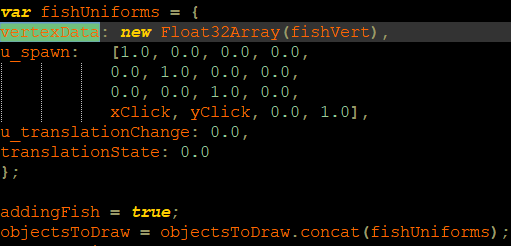 var fishUniforms = {
vertexData: new Float32Array(fishVert),
u_spawn:   [1.0, 0.0, 0.0, 0.0,
0.0, 1.0, 0.0, 0.0,
0.0, 0.0, 1.0, 0.0,
xClick, yClick, 0.0, 1.0],
u_translationChange: 0.0,
translationState: 0.0
};
addingFish = true;
objectsToDraw = objectsToDraw.concat(fishUniforms);